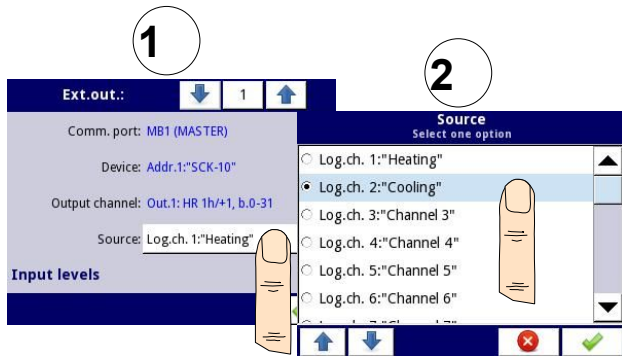 1
2
Ext.out.:
1
Comm. port: MB1 (MASTER)
Device: Addr.1:"SCK-10"
Output channel: Out.1: HR 1h/+1, b.0-31
Source: Log.ch. 1:"Heating"
Input levels
Source
Select one option
Log.ch. 1:"Heating"
Log.ch. 2:"Cooling"
Log.ch. 3:"Channel 3"
Log.ch. 4:"Channel 4"
Log.ch. 5:"Channel 5"
Log.ch. 6:"Channel 6"